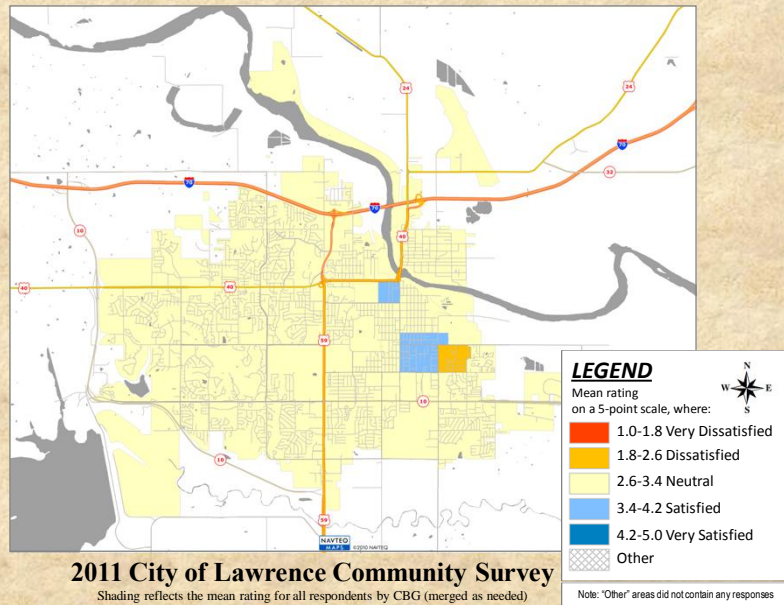 24
24
70
70
32
10
40
40
40
59
10
10
59
NAVTEQ
MAPS
©2010 NAVTEQ
LEGEND
N
W E
S
Mean rating
on a 5-point scale, where:
1.0-1.8 Very Dissatisfied
1.8-2.6 Dissatisfied
2.6-3.4 Neutral
3.4-4.2 Satisfied
4.2-5.0 Very Satisfied
Other
2011 City of Lawrence Community Survey
Shading reflects the mean rating for all respondents by CBG (merged as needed)
Note: "Other" areas did not contain any responses